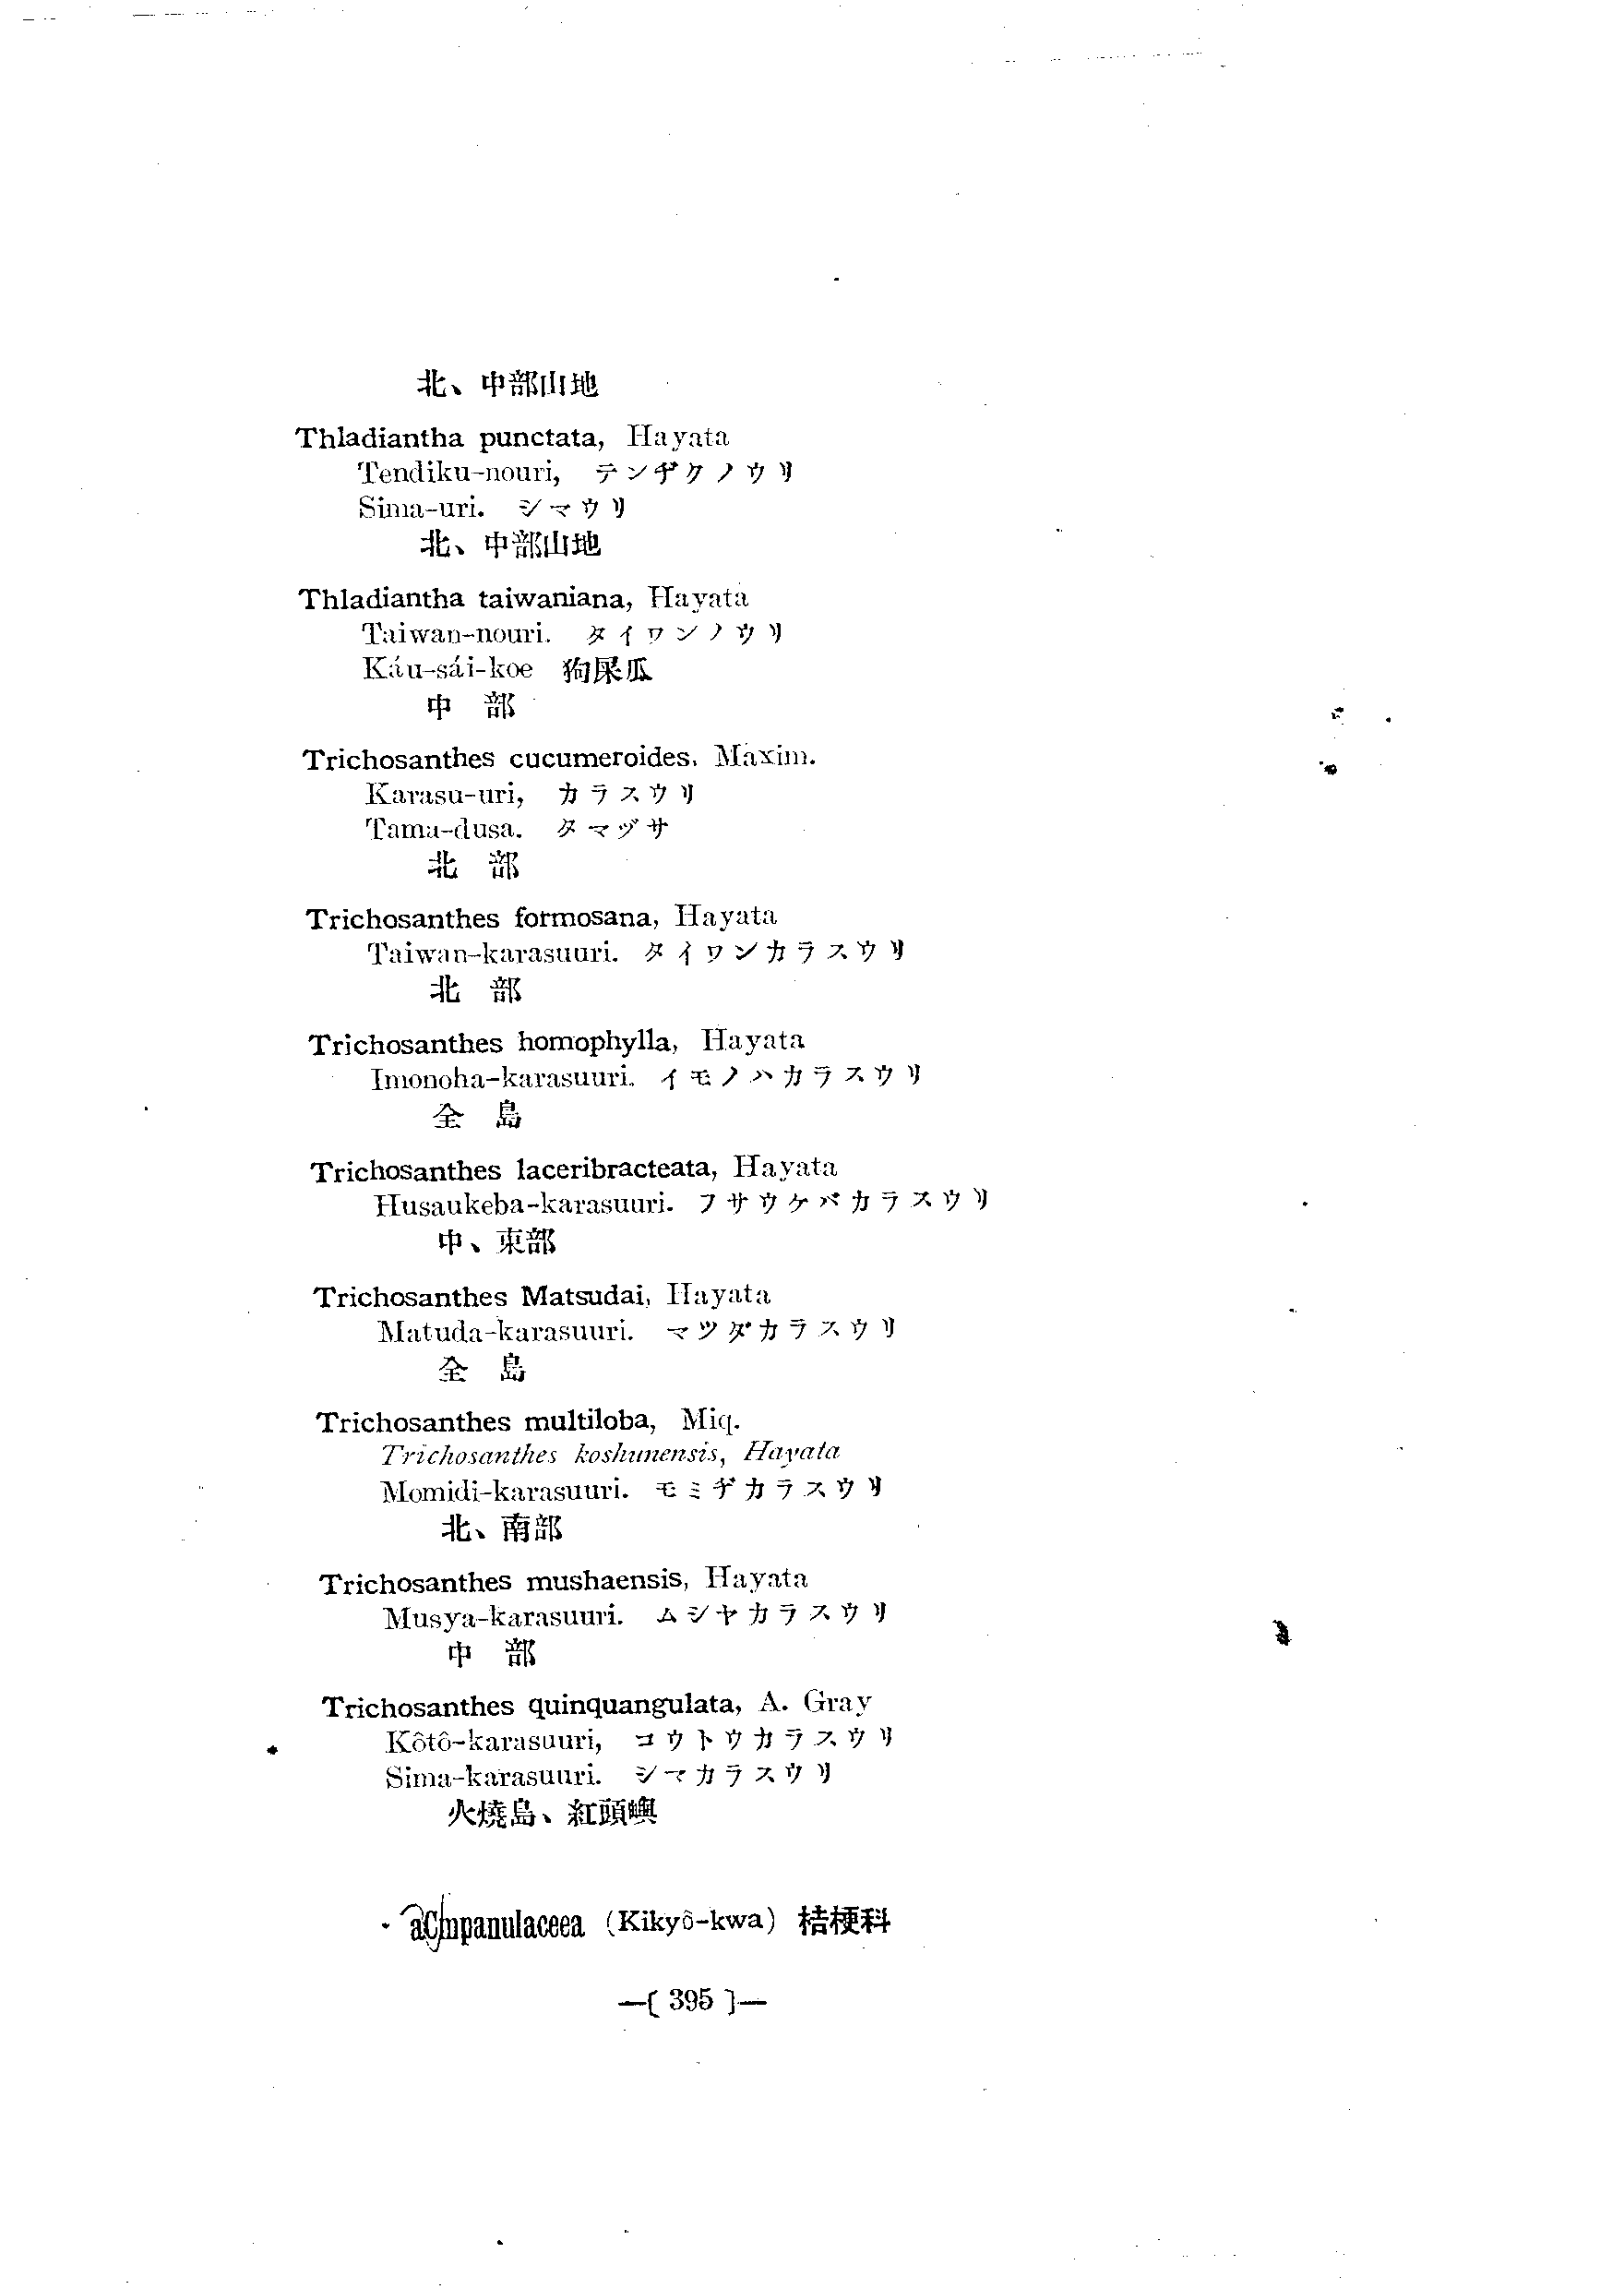 北、中部山地
Thladiantha punctata, Hayata
Tendiku-nouri, テンヂクノウリ
Sima-uri. シマウリ
北、中部山地
Thladiantha taiwaniana, Hayata
Taiwan-nouri. タイワンノウリ
Káu-sái-koe 狗屎瓜
中 部
Trichosanthes cucumeroides, Maxim.
Karasu-uri, カラスウリ
Tama-dusa. タマヅサ
北 部
Trichosanthes formosana, Hayata
Taiwan-karasuuri. タイワンカラスウリ
北 部
Trichosanthes homophylla, Hayata
Imonoha-karasuuri. イモノハカラスウリ
全 島
Trichosanthes laceribracteata, Hayata
Husaukeba-karasuuri. フサウケバカラスウリ
中、東部
Trichosanthes Matsudai, Hayata
Matuda-karasuuri. マツダカラスウリ
全 島
Trichosanthes multiloba, Miq.
Trichosanthes koshunensis, Hayata
Momidi-karasuuri. モミヂカラスウリ
北、南部
Trichosanthes mushaensis, Hayata
Musya-karasuuri. ムシヤカラスウリ
中 部
Trichosanthes quinquangulata, A. Gray
Kôtô-karasuuri, コウトウカラスウリ
Sima-karasuuri. シマカラスウリ
火燒島、紅頭嶼
(Kikyô-kwa) 桔梗科
—[ 395 ]—